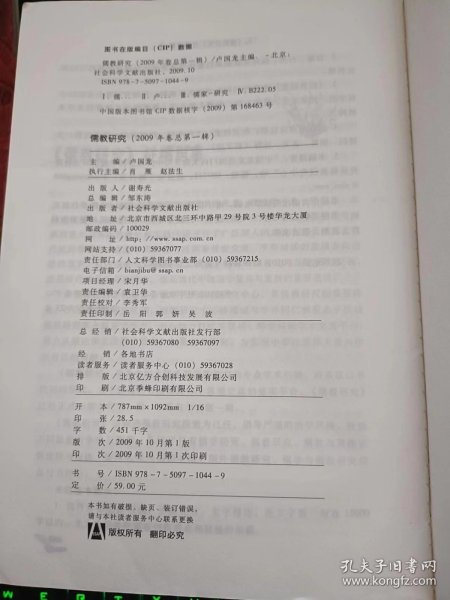 图书在版编目（CIP）数据
儒教研究（2009年卷总第一辑）/卢国龙主编. －北京：
社会科学文献出版社，2009.10
ISBN 978－7－5097－1044－9
Ⅰ.儒… Ⅱ.卢… Ⅲ.儒家－研究 Ⅳ.B222.05
中国版本图书馆CIP数据核字（2009）第168463号
儒教研究（2009年卷总第一辑）
主 编/卢国龙
执行主编/肖 雁 赵法生
出 版 人/谢寿光
总 编 辑/邹东涛
出 版 者/社会科学文献出版社
地 址/北京市西城区北三环中路甲29号院3号楼华龙大厦
邮政编码/100029
网 址/http：//www.ssap.com.cn
网站支持/（010）59367077
责任部门/人文科学图书事业部（010）59367215
电子信箱/bianjibu@ssap.cn
项目经理/宋月华
责任编辑/袁卫华
责任校对/李秀军
责任印制/岳 阳 郭 妍 吴 波
总 经 销/社会科学文献出版社发行部
（010）59367080 59367097
经 销/各地书店
读者服务/读者服务中心（010）59367028
排 版/北京亿方合创科技发展有限公司
印 刷/北京季蜂印刷有限公司
开 本/787mm×1092mm 1/16
印 张/28.5
字 数/451千字
版 次/2009年10月第1版
印 次/2009年10月第1次印刷
书 号/ISBN 978－7－5097－1044－9
定 价/59.00元
本书如有破损、缺页、装订错误，
请与本社读者服务中心联系更换
版权所有 翻印必究
孔夫子旧书网
www.kongfz.com